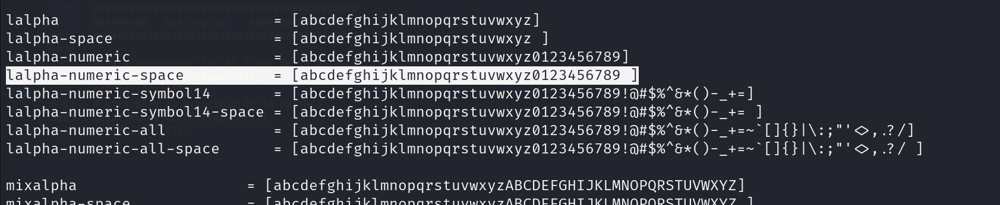 lalpha = [abcdefghijklmnopqrstuvwxyz]
lalpha-space = [abcdefghijklmnopqrstuvwxyz ]
lalpha-numeric = [abcdefghijklmnopqrstuvwxyz0123456789]
lalpha-numeric-space = [abcdefghijklmnopqrstuvwxyz0123456789 ]
lalpha-numeric-symbol14 = [abcdefghijklmnopqrstuvwxyz0123456789!@#$%^&*()-_+=]
lalpha-numeric-symbol14-space = [abcdefghijklmnopqrstuvwxyz0123456789!@#$%^&*()-_+= ]
lalpha-numeric-all = [abcdefghijklmnopqrstuvwxyz0123456789!@#$%^&*()-_+=~`[]{}|\:;"'<>,.?/]
lalpha-numeric-all-space = [abcdefghijklmnopqrstuvwxyz0123456789!@#$%^&*()-_+=~`[]{}|\:;"'<>,.?/ ]
mixalpha = [abcdefghijklmnopqrstuvwxyzABCDEFGHIJKLMNOPQRSTUVWXYZ]
mixalpha-space = [abcdefghijklmnopqrstuvwxyzABCDEFGHIJKLMNOPQRSTUVWXYZ ]